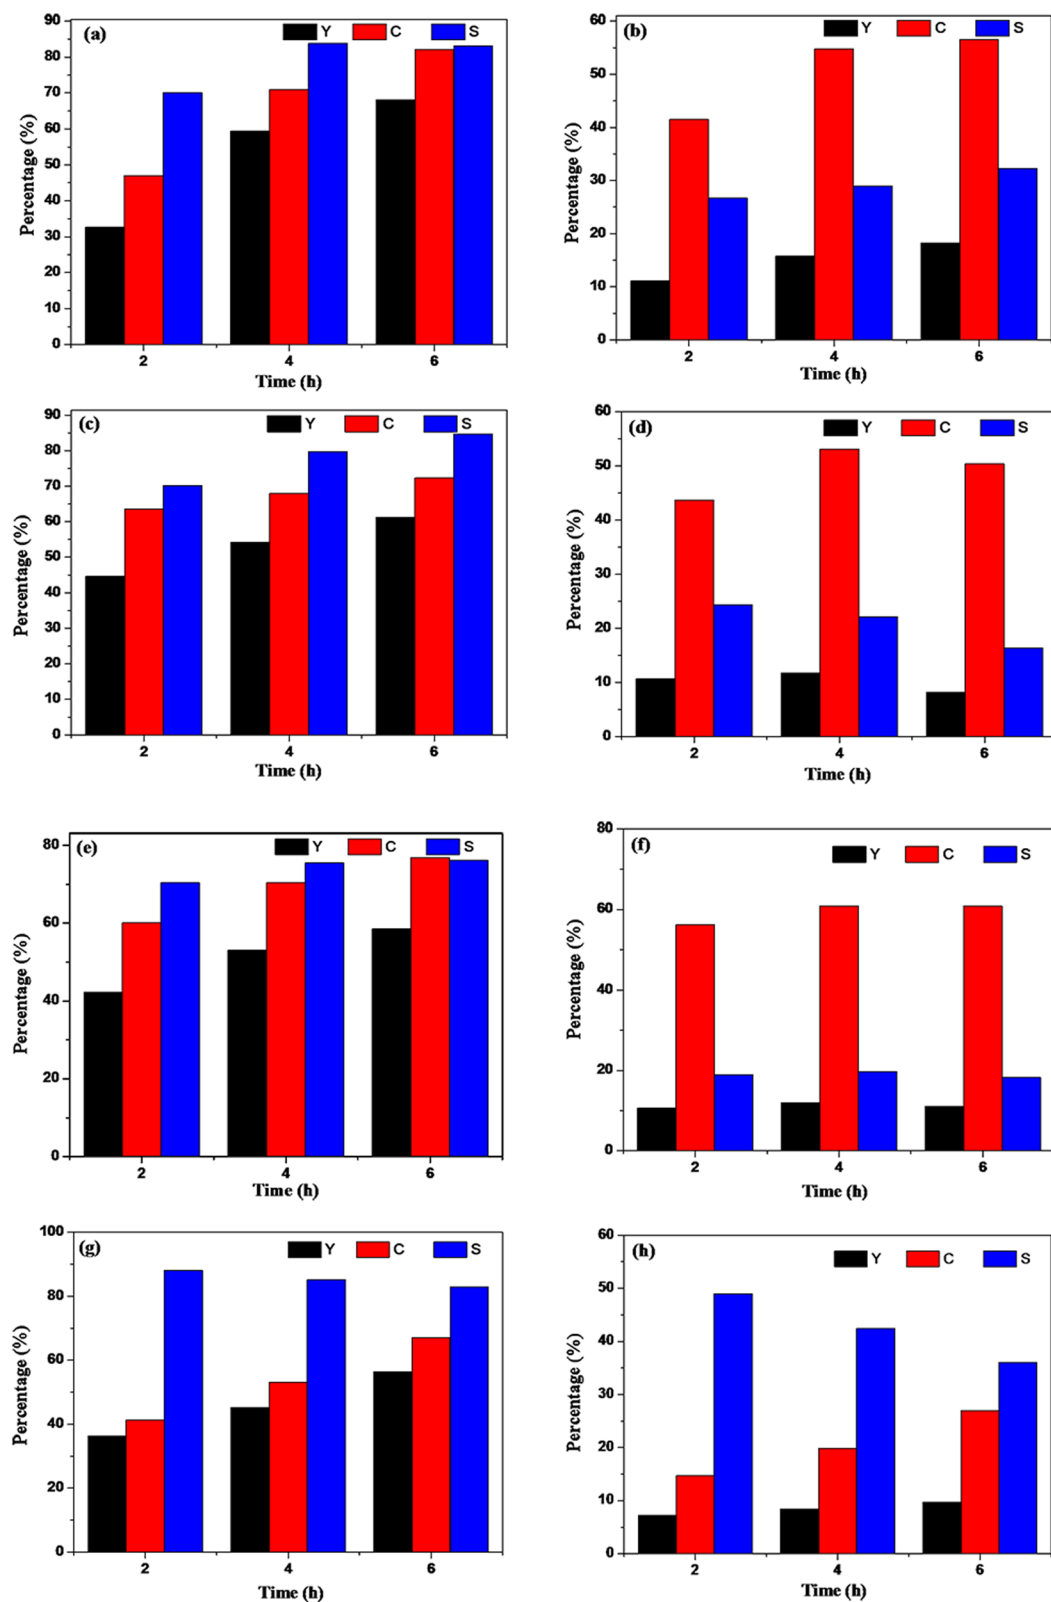 (a) Y C S
90
80
70
60
50
40
30
20
10
0
Percentage (%)
2 4 6
Time (h)
(b) Y C S
60
50
40
30
20
10
0
Percentage (%)
2 4 6
Time (h)
(c) Y C S
90
80
70
60
50
40
30
20
10
0
Percentage (%)
2 4 6
Time (h)
(d) Y C S
60
50
40
30
20
10
0
Percentage (%)
2 4 6
Time (h)
(e) Y C S
80
60
40
20
0
Percentage (%)
2 4 6
Time (h)
(f) Y C S
80
60
40
20
0
Percentage (%)
2 4 6
Time (h)
(g) Y C S
100
80
60
40
20
0
Percentage (%)
2 4 6
Time (h)
(h) Y C S
60
50
40
30
20
10
0
Percentage (%)
2 4 6
Time (h)